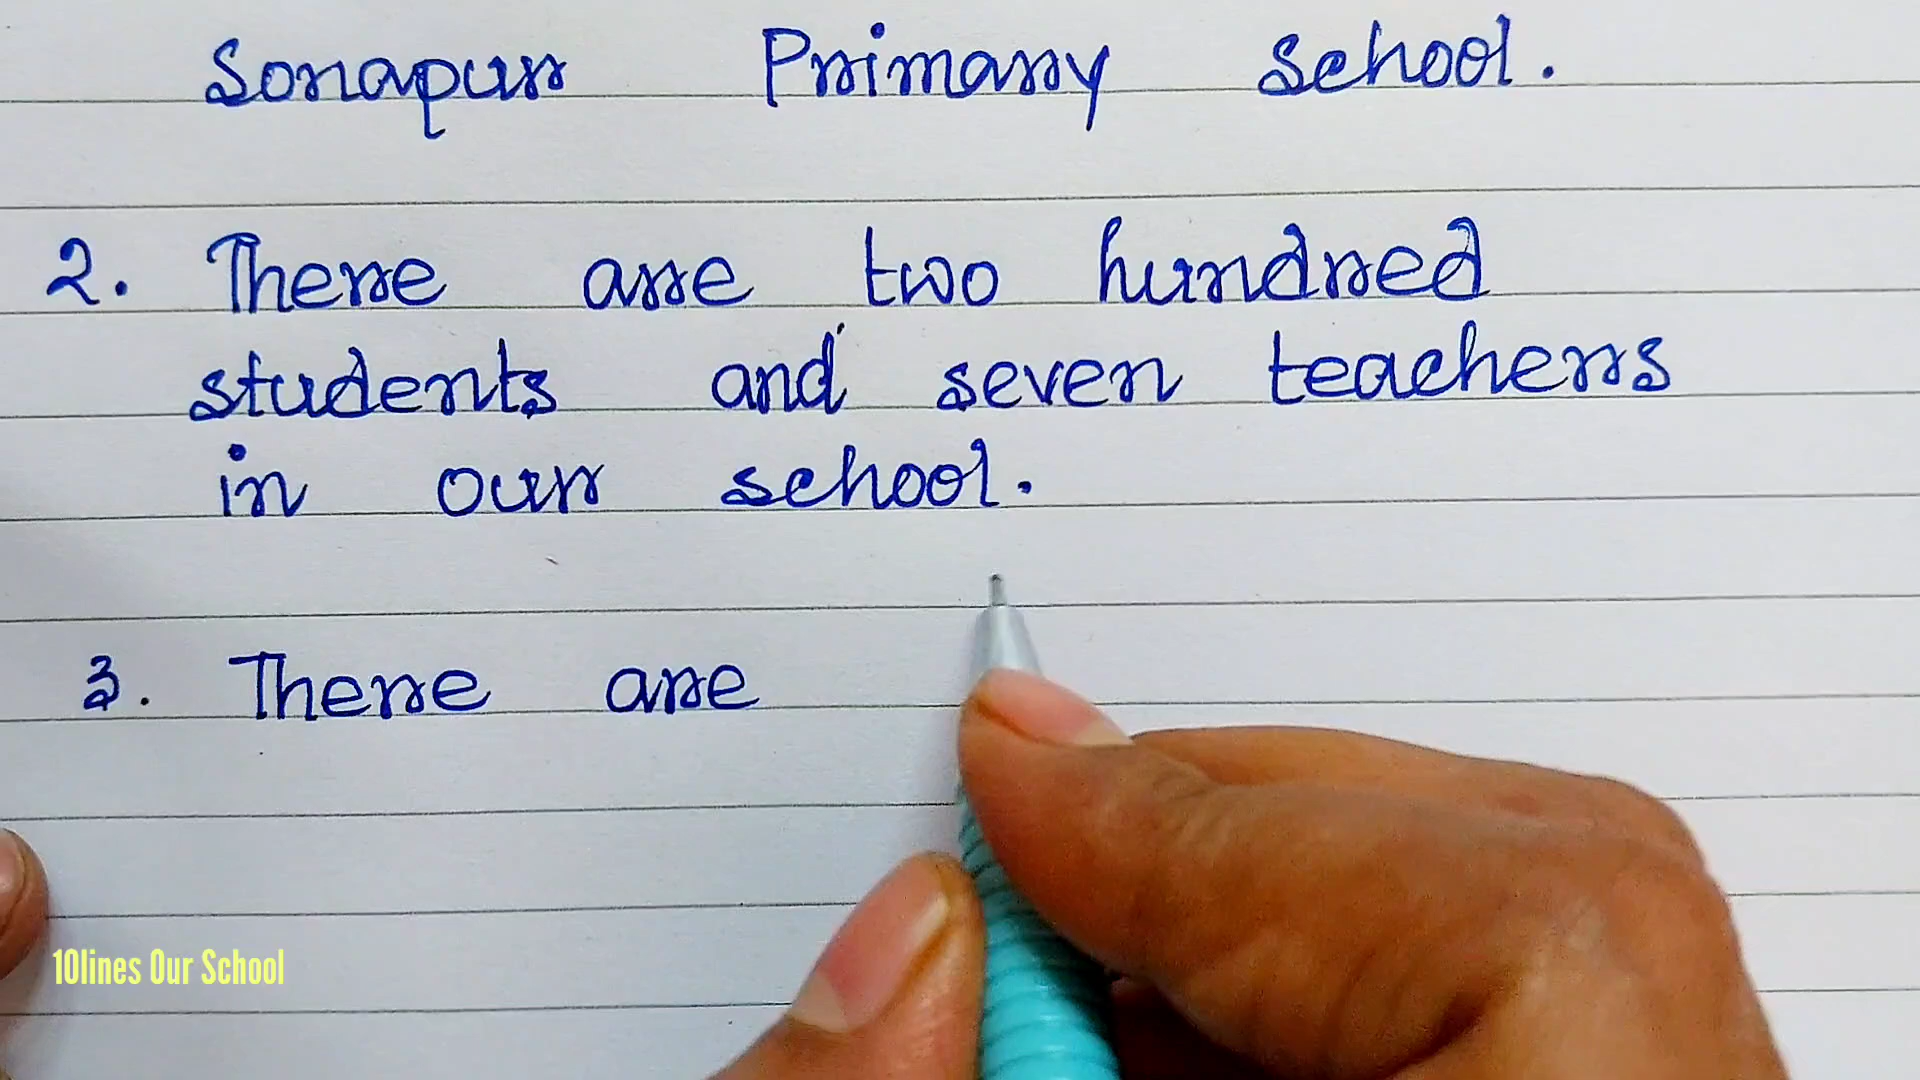 Sonapur Primary School.
2. There are two hundred
students and seven teachers
in our school.
3. There are
10lines Our School